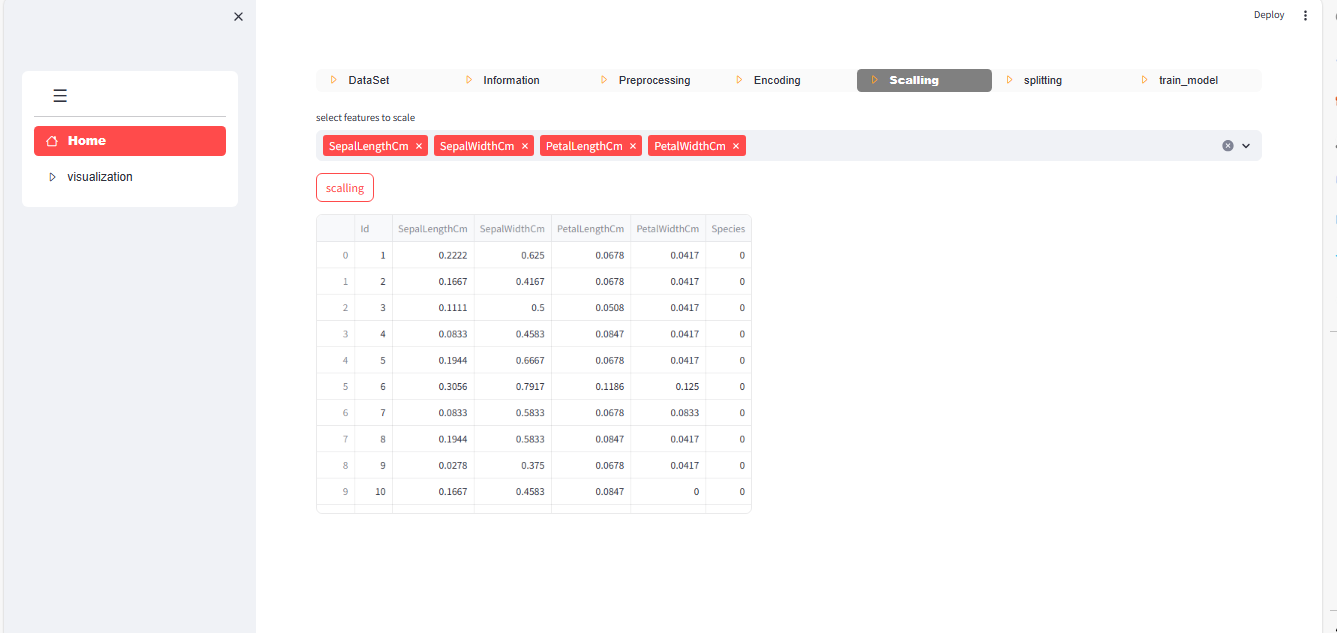 Deploy
DataSet Information Preprocessing Encoding Scalling splitting train_model
Home
visualization
select features to scale
SepalLengthCm SepalWidthCm PetalLengthCm PetalWidthCm
scalling
Id SepalLengthCm SepalWidthCm PetalLengthCm PetalWidthCm Species
0 1 0.2222 0.625 0.0678 0.0417 0
1 2 0.1667 0.4167 0.0678 0.0417 0
2 3 0.1111 0.5 0.0508 0.0417 0
3 4 0.0833 0.4583 0.0847 0.0417 0
4 5 0.1944 0.6667 0.0678 0.0417 0
5 6 0.3056 0.7917 0.1186 0.125 0
6 7 0.0833 0.5833 0.0678 0.0833 0
7 8 0.1944 0.5833 0.0847 0.0417 0
8 9 0.0278 0.375 0.0678 0.0417 0
9 10 0.1667 0.4583 0.0847 0 0